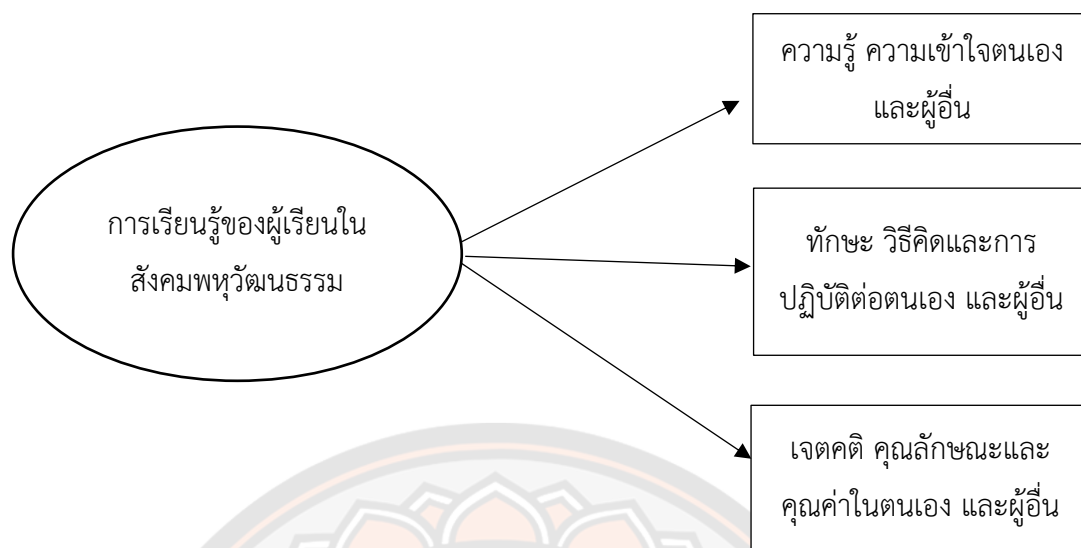 ความรู้ ความเข้าใจตนเอง
และผู้อื่น
การเรียนรู้ของผู้เรียนใน
สังคมพหุวัฒนธรรม
ทักษะ วิธีคิดและการ
ปฏิบัติต่อตนเอง และผู้อื่น
เจตคติ คุณลักษณะและ
คุณค่าในตนเอง และผู้อื่น